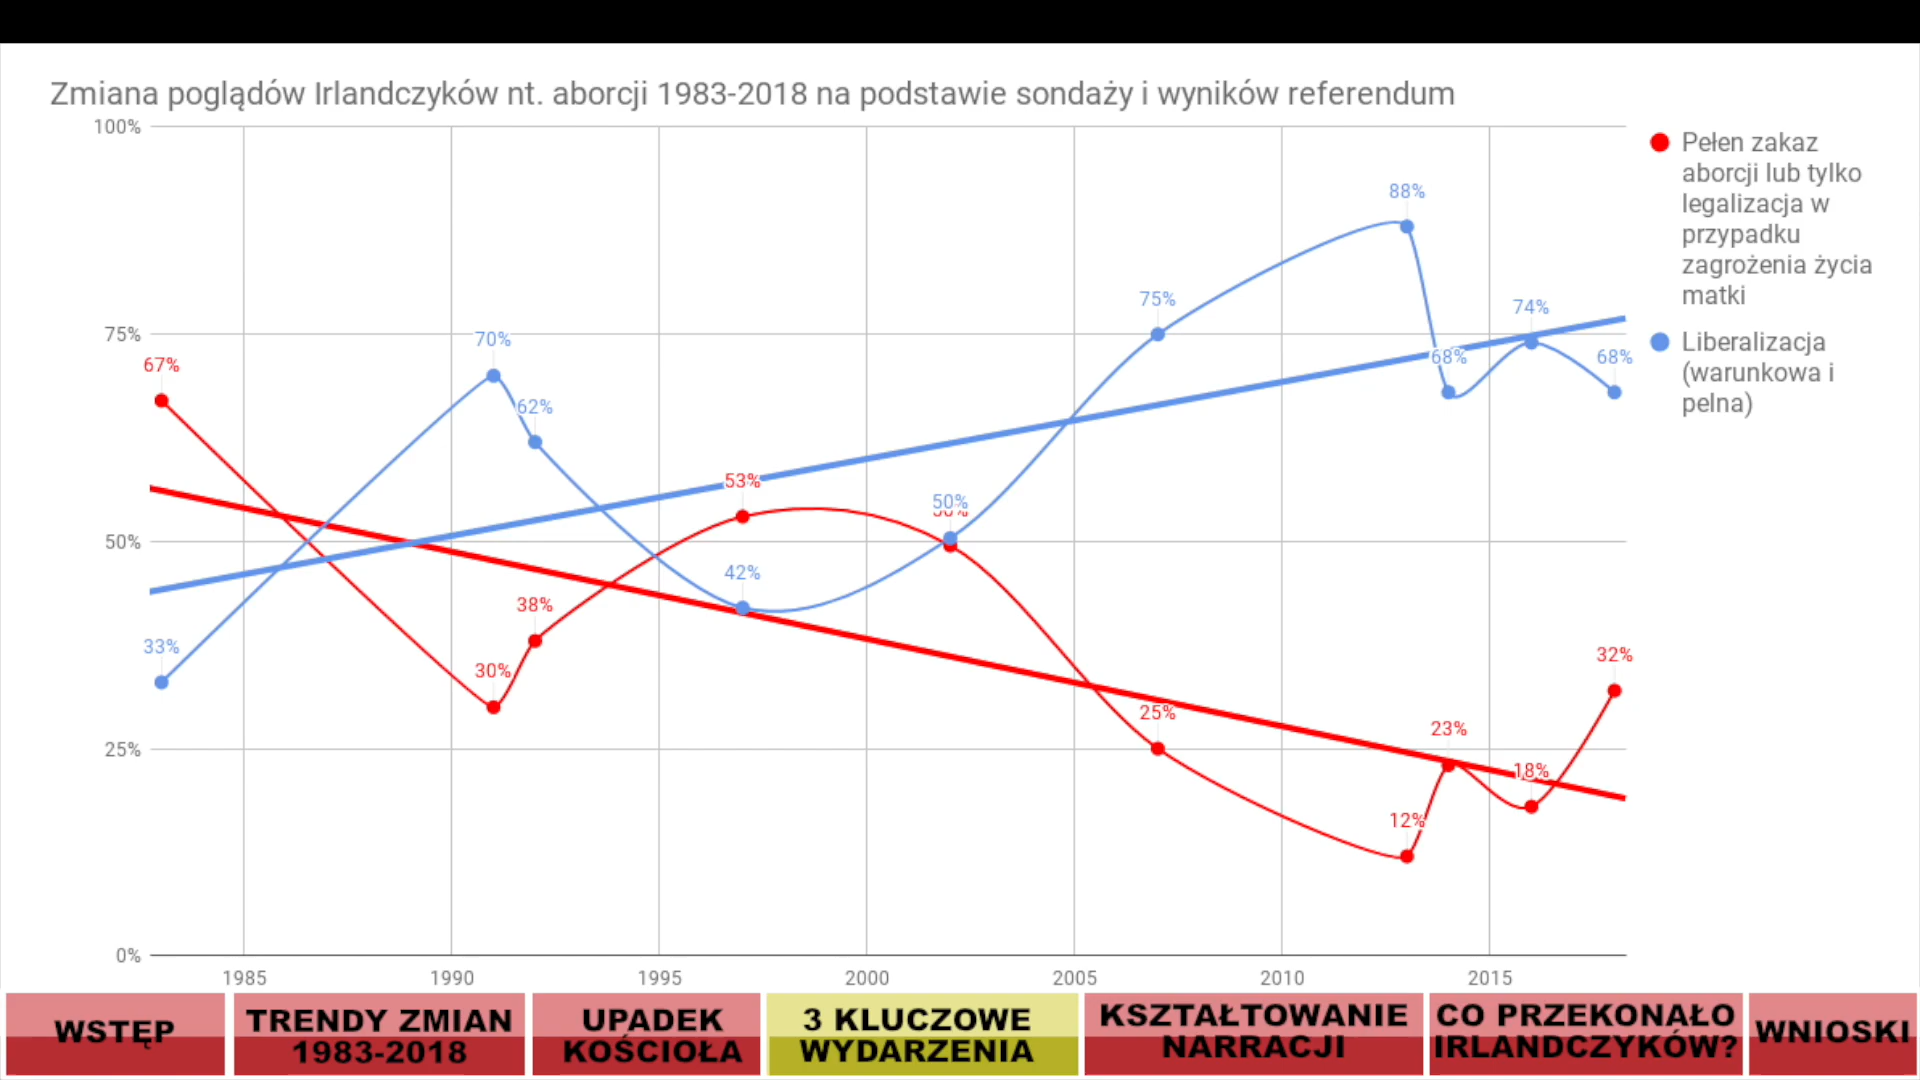 Zmiana poglądów Irlandczyków nt. aborcji 1983-2018 na podstawie sondaży i wyników referendum
100%
75%
50%
25%
0%
67%
33%
70%
62%
30%
38%
53%
42%
50%
50%
75%
25%
88%
12%
68%
23%
74%
18%
68%
32%
1985
1990
1995
2000
2005
2010
2015
Pełen zakaz
aborcji lub tylko
legalizacja w
przypadku
zagrożenia życia
matki
Liberalizacja
(warunkowa i
pelna)
WSTĘP
TRENDY ZMIAN
1983-2018
UPADEK
KOŚCIOŁA
3 KLUCZOWE
WYDARZENIA
KSZTAŁTOWANIE
NARRACJI
CO PRZEKONAŁO
IRLANDCZYKÓW?
WNIOSKI